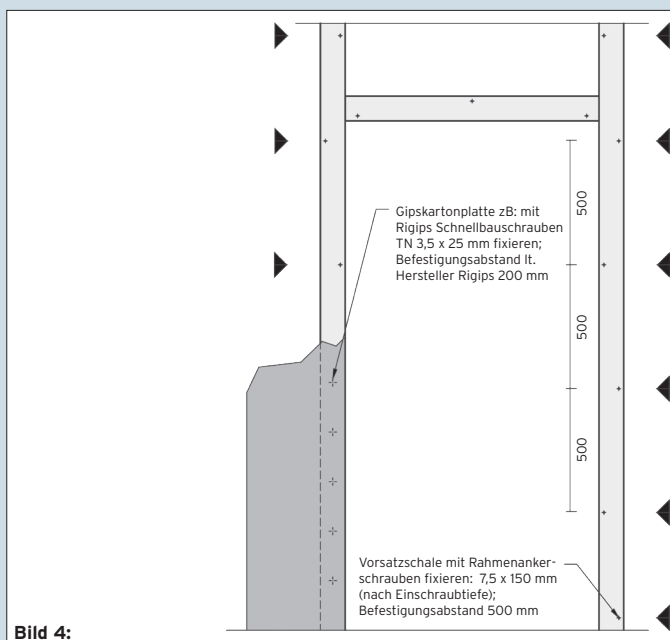 Gipskartonplatte zB: mit
Rigips Schnellbauschrauben
TN 3,5 x 25 mm fixieren;
Befestigungsabstand lt.
Hersteller Rigips 200 mm
500
500
500
Vorsatzschale mit Rahmenanker-
schrauben fixieren: 7,5 x 150 mm
(nach Einschraubtiefe);
Befestigungsabstand 500 mm
Bild 4: